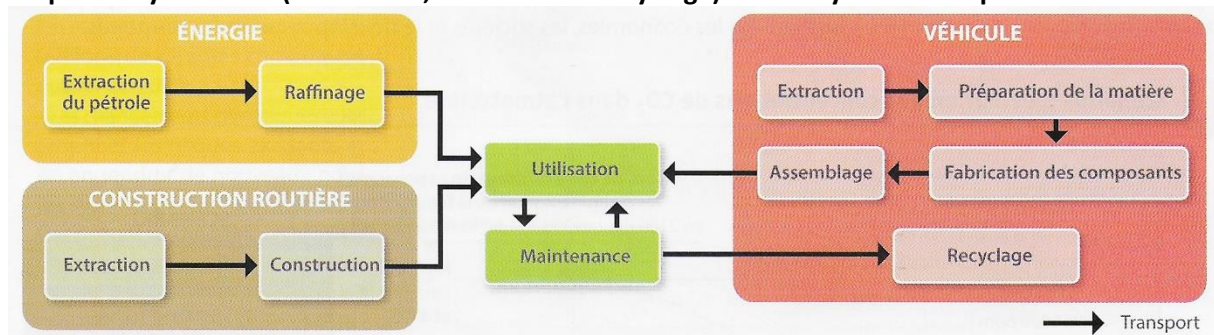 ÉNERGIE
Extraction
du pétrole
Raffinage
CONSTRUCTION ROUTIÈRE
Extraction
Construction
Utilisation
Maintenance
VÉHICULE
Extraction
Préparation de la matière
Assemblage
Fabrication des composants
Recyclage
Transport